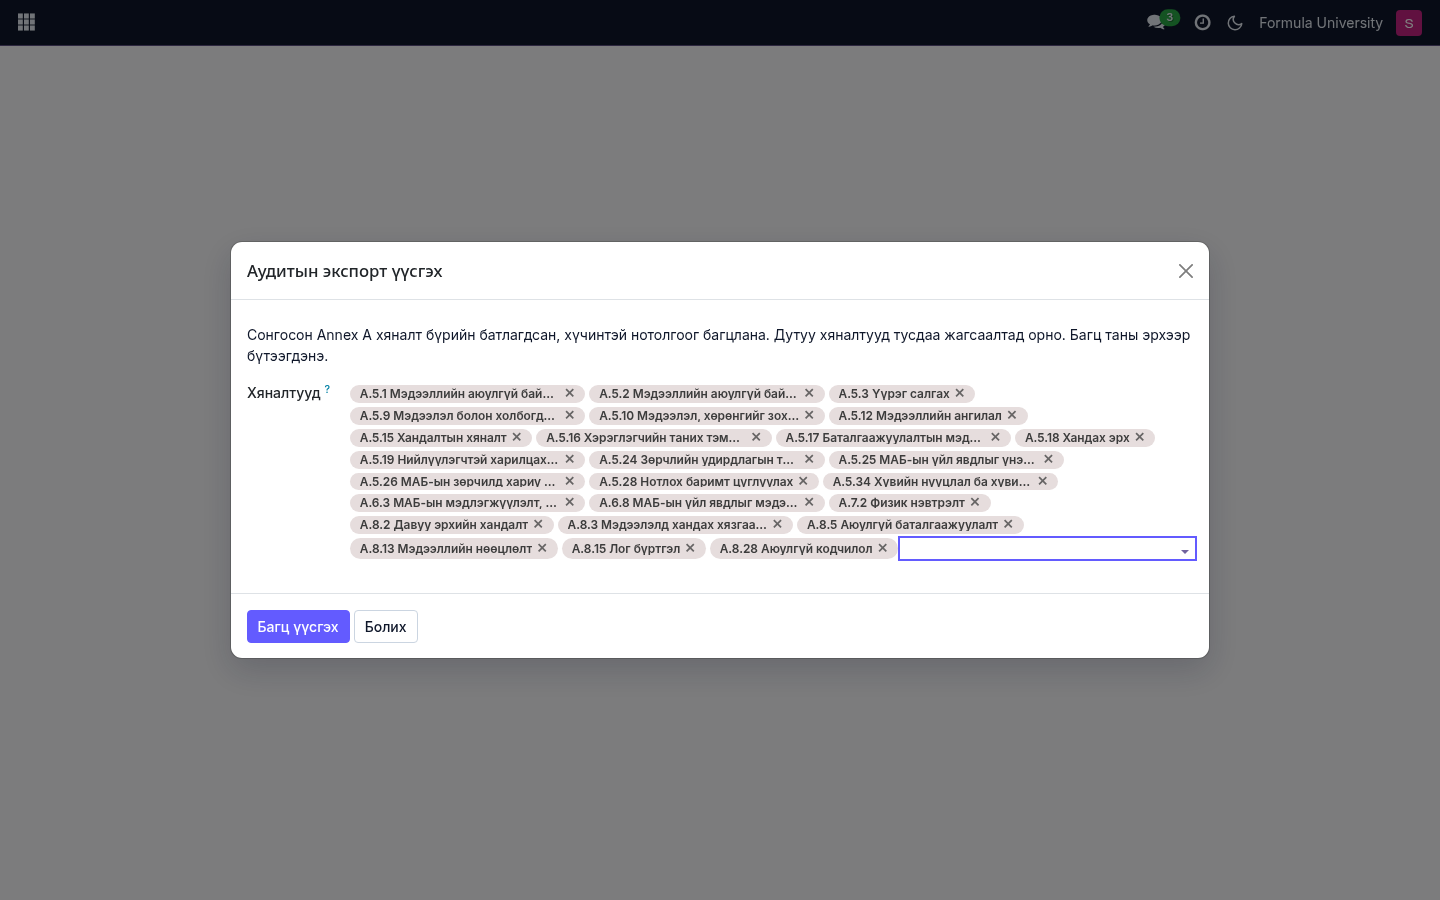 3 Formula University S
Аудитын экспорт үүсгэх
Сонгосон Annex A хяналт бүрийн батлагдсан, хүчинтэй нотолгоог багцлана. Дутуу хяналтууд тусдаа жагсаалтад орно. Багц таны эрхээр
бүтээгдэнэ.
Хяналтууд ?
A.5.1 Мэдээллийн аюулгүй бай... A.5.2 Мэдээллийн аюулгүй бай... A.5.3 Үүрэг салгах
A.5.9 Мэдээлэл болон холбогд... A.5.10 Мэдээлэл, хөрөнгийг зох... A.5.12 Мэдээллийн ангилал
A.5.15 Хандалтын хяналт A.5.16 Хэрэглэгчийн таних тэм... A.5.17 Баталгаажуулалтын мэд... A.5.18 Хандах эрх
A.5.19 Нийлүүлэгчтэй харилцах... A.5.24 Зөрчлийн удирдлагын т... A.5.25 МАБ-ын үйл явдлыг үнэ...
A.5.26 МАБ-ын зөрчилд хариу ... A.5.28 Нотлох баримт цуглуулах A.5.34 Хувийн нууцлал ба хуви...
A.6.3 МАБ-ын мэдлэгжүүлэлт, ... A.6.8 МАБ-ын үйл явдлыг мэдэ... A.7.2 Физик нэвтрэлт
A.8.2 Давуу эрхийн хандалт A.8.3 Мэдээлэлд хандах хязгаа... A.8.5 Аюулгүй баталгаажуулалт
A.8.13 Мэдээллийн нөөцлөлт A.8.15 Лог бүртгэл A.8.28 Аюулгүй кодчилол
Багц үүсгэх Болих